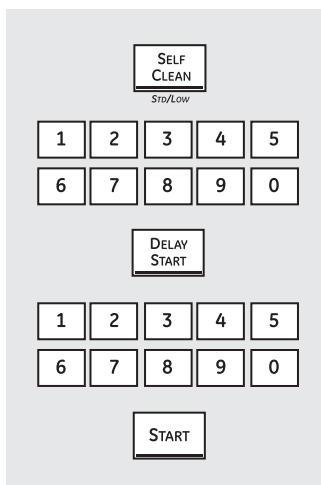 SELF
CLEAN
STD/LOW
1 2 3 4 5
6 7 8 9 0
DELAY
START
1 2 3 4 5
6 7 8 9 0
START